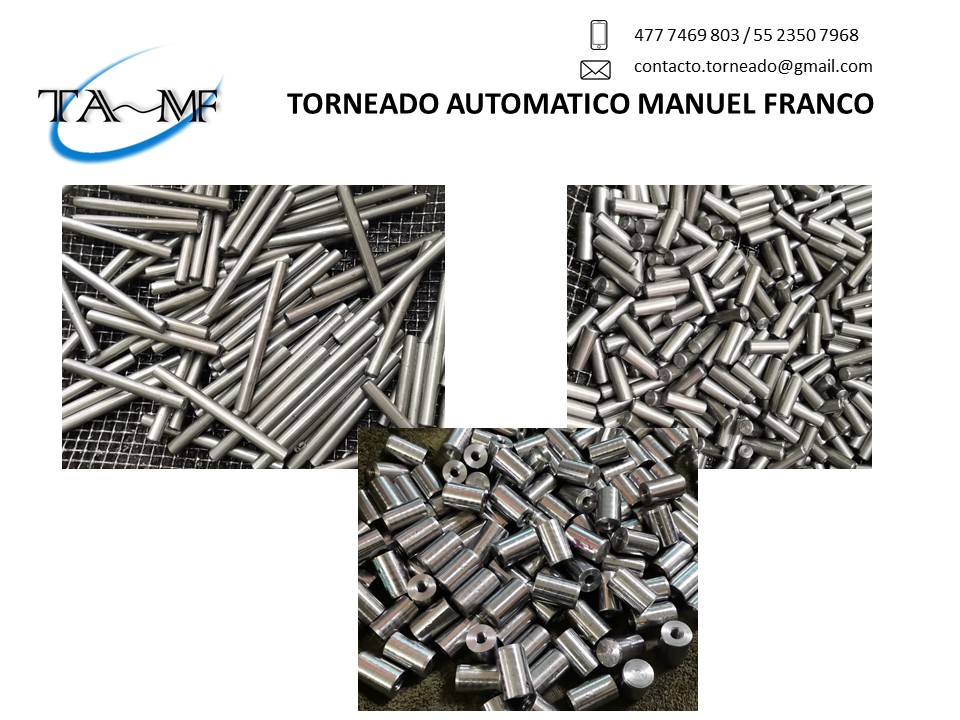 477 7469 803 / 55 2350 7968
contacto.torneado@gmail.com
TA~MF
TORNEADO AUTOMATICO MANUEL FRANCO